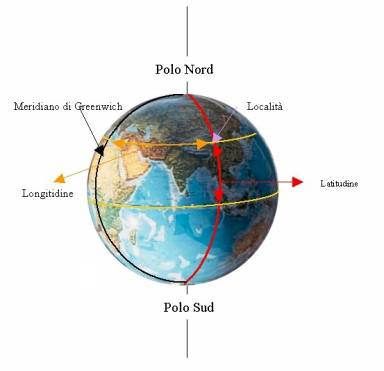 Polo Nord
Meridiano di Greenwich
Località
Longitidine
Latitudine
Polo Sud